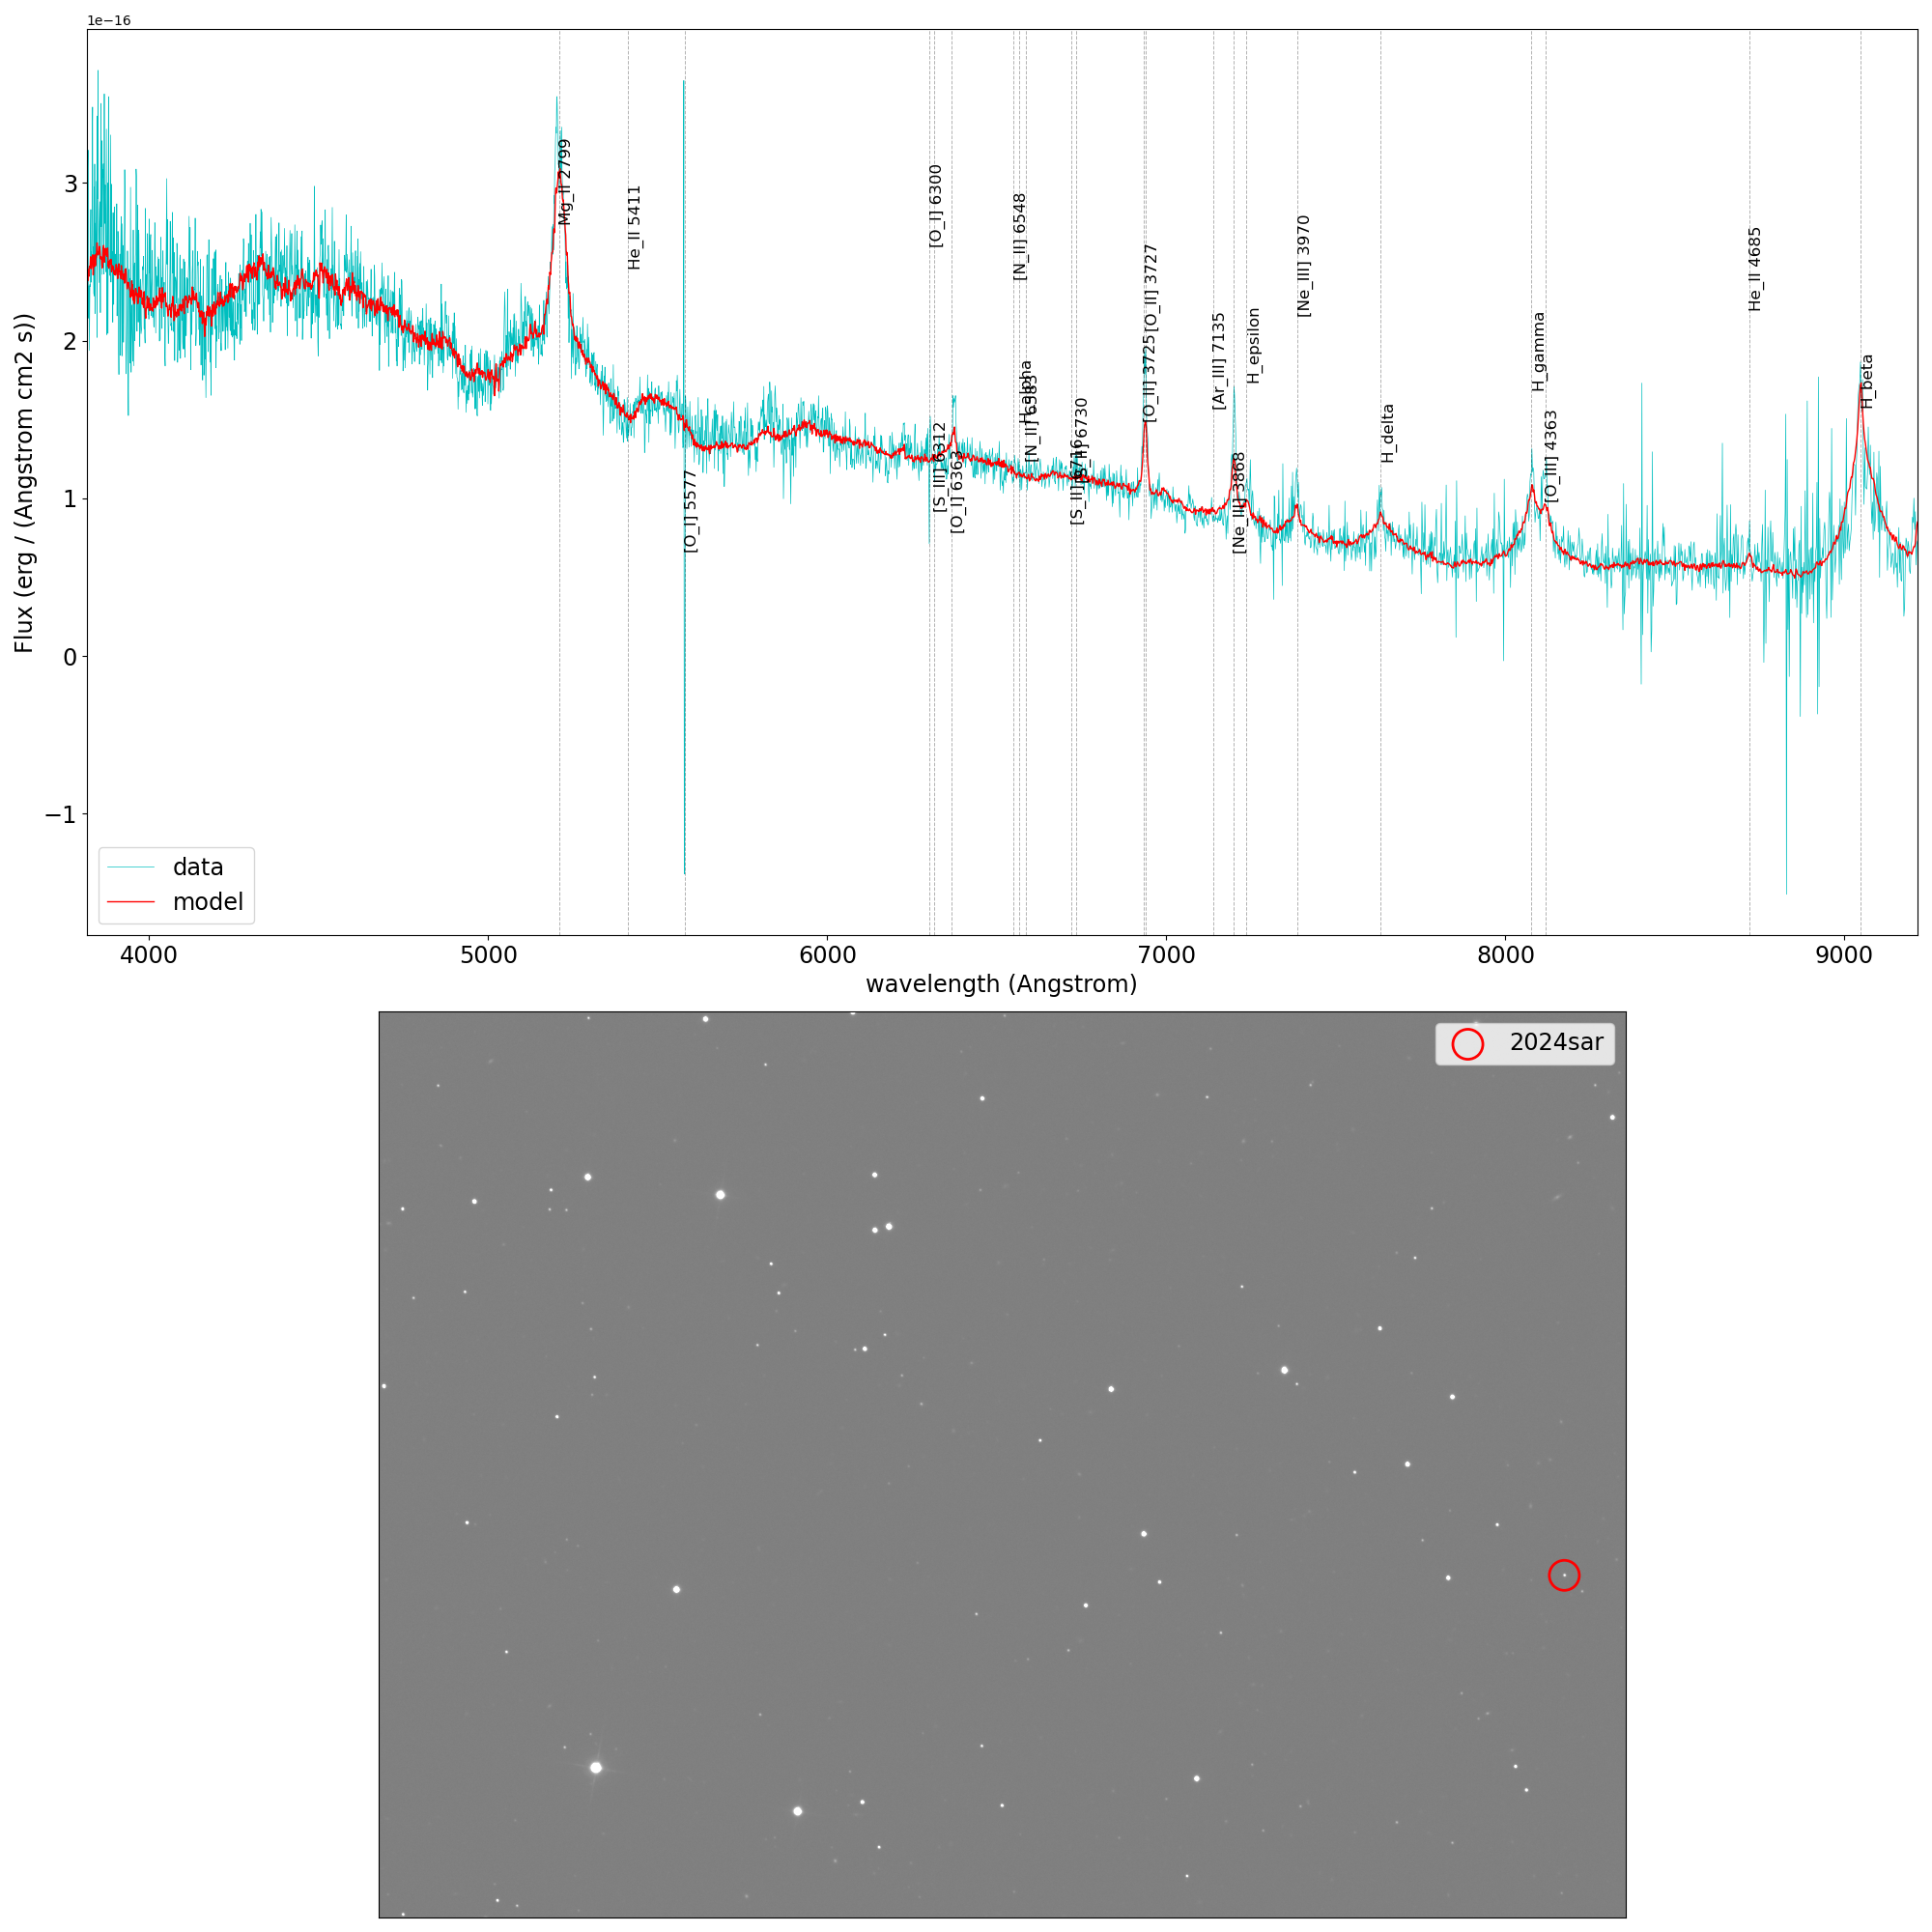 1e−16
Flux (erg / (Angstrom cm2 s))
3
2
1
0
−1
Mg_II 2799
He_II 5411
[O_I] 5577
[O_I] 6300
[S_III] 6312
[O_I] 6363
[N_II] 6548
H_alpha
[N_II] 6583
[S_II] 6716
[S_II] 6730
[O_II] 3725
[O_II] 3727
[Ar_III] 7135
[Ne_III] 3868
H_epsilon
[Ne_III] 3970
H_delta
H_gamma
[O_III] 4363
He_II 4685
H_beta
data
model
4000 5000 6000 7000 8000 9000
wavelength (Angstrom)
2024sar